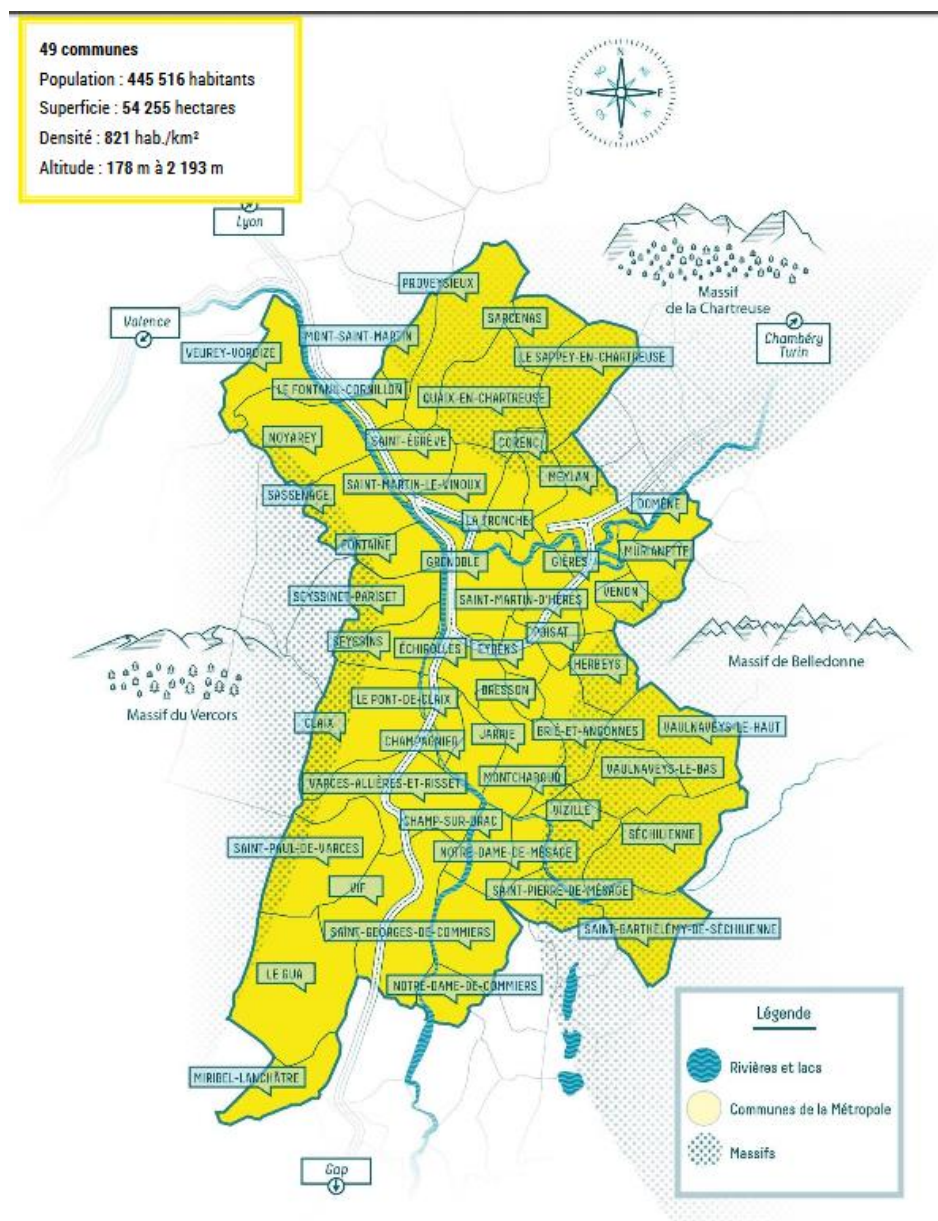 49 communes
Population : 445 516 habitants
Superficie : 54 255 hectares
Densité : 821 hab./km²
Altitude : 178 m à 2 193 m
N
O
E
S
Lyon
Valence
Massif
de la Chartreuse
Chambéry
Turin
PROVEYSIEUX
SARCENAS
MONT-SAINT-MARTIN
VEUREY-VOROIZE
LE SAPPEY-EN-CHARTREUSE
LE FONTANIL-CORNILLON
QUAIX-EN-CHARTREUSE
NOYAREY
SAINT-ÉGRÈVE
CORENC
MEYLAN
SAINT-MARTIN-LE-VINOUX
SASSENAGE
DOMÈNE
LA TRONCHE
FONTAINE
MURIANETTE
GRENOBLE
GIÈRES
VENON
SEYSSINET-PARISET
SAINT-MARTIN-D'HÈRES
POISAT
SEYSSINS
ÉCHIROLLES
EYBENS
HERBEYS
Massif de Belledonne
Massif du Vercors
BRESSON
LE PONT-DE-CLAIX
CLAIX
JARRIE
BRIÉ-ET-ANGONNES
VAULNAVEYS-LE-HAUT
CHAMPAGNIER
VAULNAVEYS-LE-BAS
MONTCHABOUD
VARCES-ALLIÈRES-ET-RISSET
VIZILLE
CHAMP-SUR-DRAC
SÉCHILIENNE
SAINT-PAUL-DE-VARCES
NOTRE-DAME-DE-MÉSAGE
VIF
SAINT-PIERRE-DE-MÉSAGE
SAINT-GEORGES-DE-COMMIERS
SAINT-BARTHÉLÉMY-DE-SÉCHILIENNE
LE GUA
NOTRE-DAME-DE-COMMIERS
MIRIBEL-LANCHÂTRE
Gap
Légende
Rivières et lacs
Communes de la Métropole
Massifs